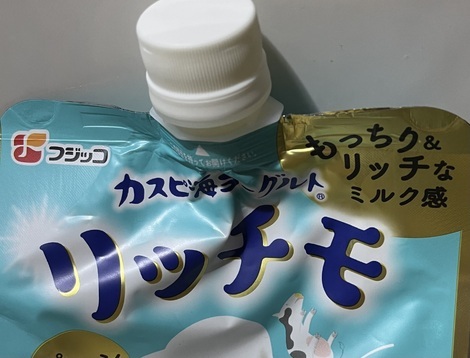 フジッコ
カスピ海ヨーグルト®
もっちり&
リッチな
ミルク感
リッチモ